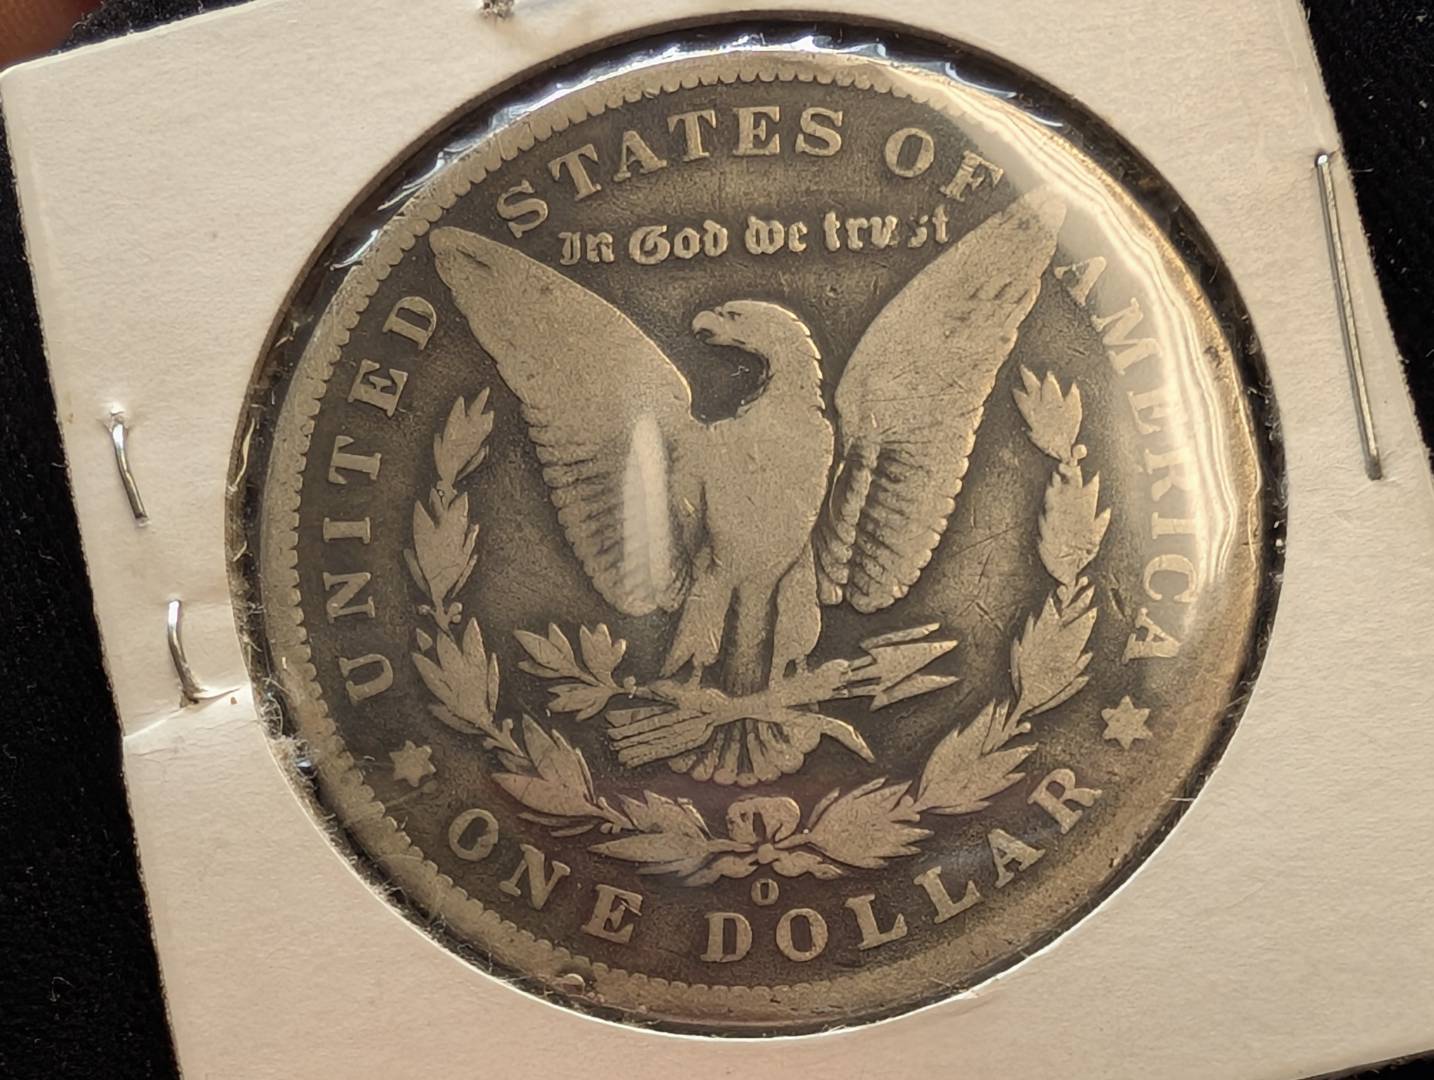 UNITED STATES OF AMERICA
In God we trust
O
ONE DOLLAR